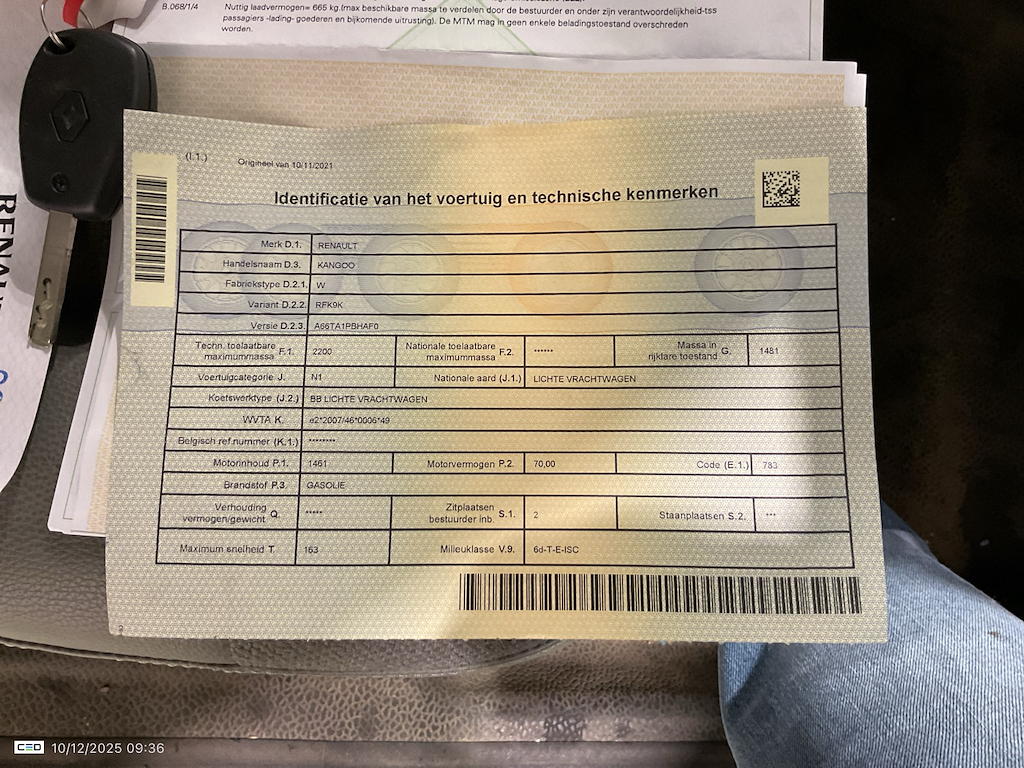 B.068/1/4
Nuttig laadvermogen= 665 kg.(max beschikbare massa te verdelen door de bestuurder en onder zijn verantwoordelijkheid-tss
passagiers -lading- goederen en bijkomende uitrusting). De MTM mag in geen enkele beladingstoestand overschreden
worden.
(I.1.) Origineel van 10/11/2021
Identificatie van het voertuig en technische kenmerken
Merk D.1. RENAULT
Handelsnaam D.3. KANGOO
Fabriekstype D.2.1. W
Variant D.2.2. RFK9K
Versie D.2.3. A66TA1PBHAF0
Techn. toelaatbare maximummassa F.1. 2200 Nationale toelaatbare maximummassa F.2. ****** Massa in rijklare toestand G. 1481
Voertuigcategorie J. N1 Nationale aard (J.1.) LICHTE VRACHTWAGEN
Koetswerktype (J.2.) BB LICHTE VRACHTWAGEN
WVTA K. e2*2007/46*0006*49
Belgisch ref.nummer (K.1.) ********
Motorinhoud P.1. 1461 Motorvermogen P.2. 70,00 Code (E.1.) 783
Brandstof P.3. GASOLIE
Verhouding vermogen/gewicht Q. ***** Zitplaatsen bestuurder inb. S.1. 2 Staanplaatsen S.2. ***
Maximum snelheid T. 163 Milieuklasse V.9. 6d-T-E-ISC
2
CED 10/12/2025 09:36